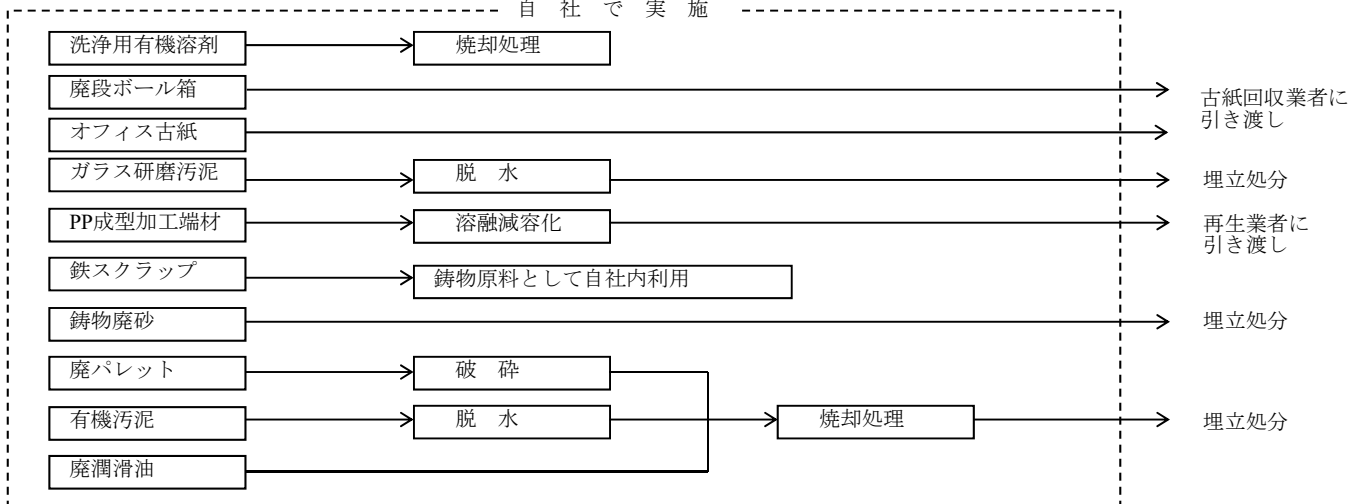 自 社 で 実 施
洗浄用有機溶剤
焼却処理
廃段ボール箱
古紙回収業者に
引き渡し
オフィス古紙
ガラス研磨汚泥
脱 水
埋立処分
PP成型加工端材
溶融減容化
再生業者に
引き渡し
鉄スクラップ
鋳物原料として自社内利用
鋳物廃砂
埋立処分
廃パレット
破 砕
有機汚泥
脱 水
焼却処理
埋立処分
廃潤滑油